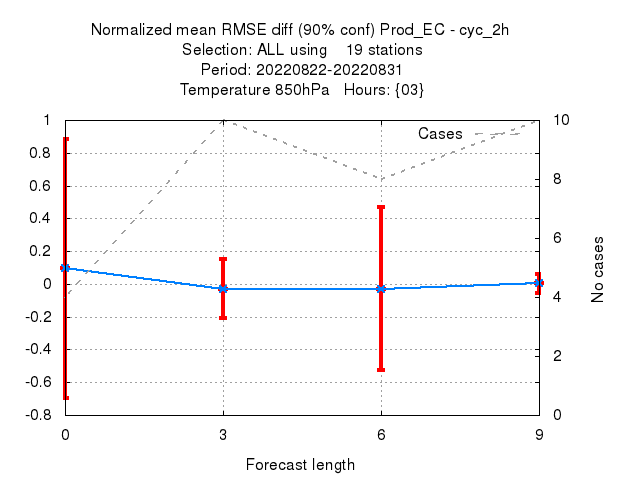 Normalized mean RMSE diff (90% conf) Prod_EC - cyc_2h
Selection: ALL using    19 stations
Period: 20220822-20220831
Temperature 850hPa   Hours: {03}
Cases
1
0.8
0.6
0.4
0.2
0
-0.2
-0.4
-0.6
-0.8
10
8
6
4
2
0
No cases
0 3 6 9
Forecast length